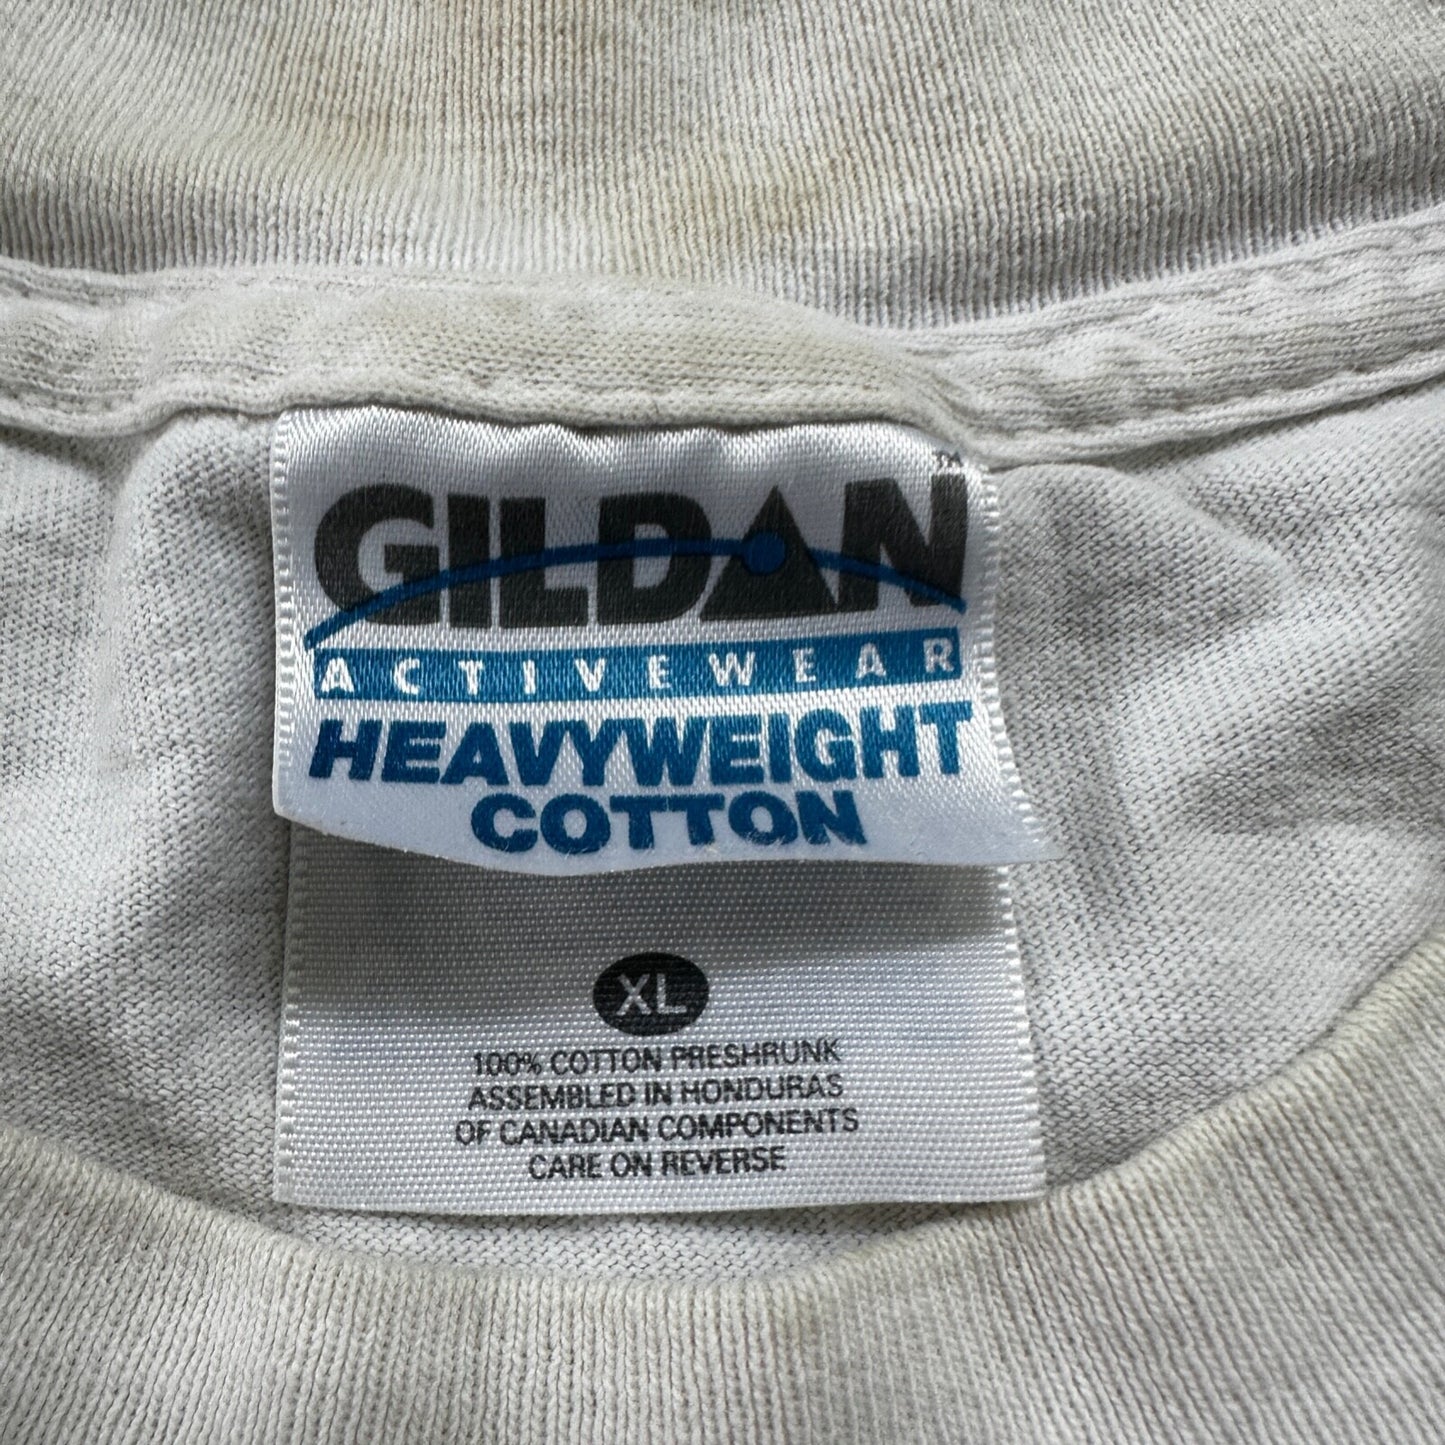 GILDAN™
ACTIVEWEAR
HEAVYWEIGHT
COTTON
XL
100% COTTON PRESHRUNK
ASSEMBLED IN HONDURAS
OF CANADIAN COMPONENTS
CARE ON REVERSE